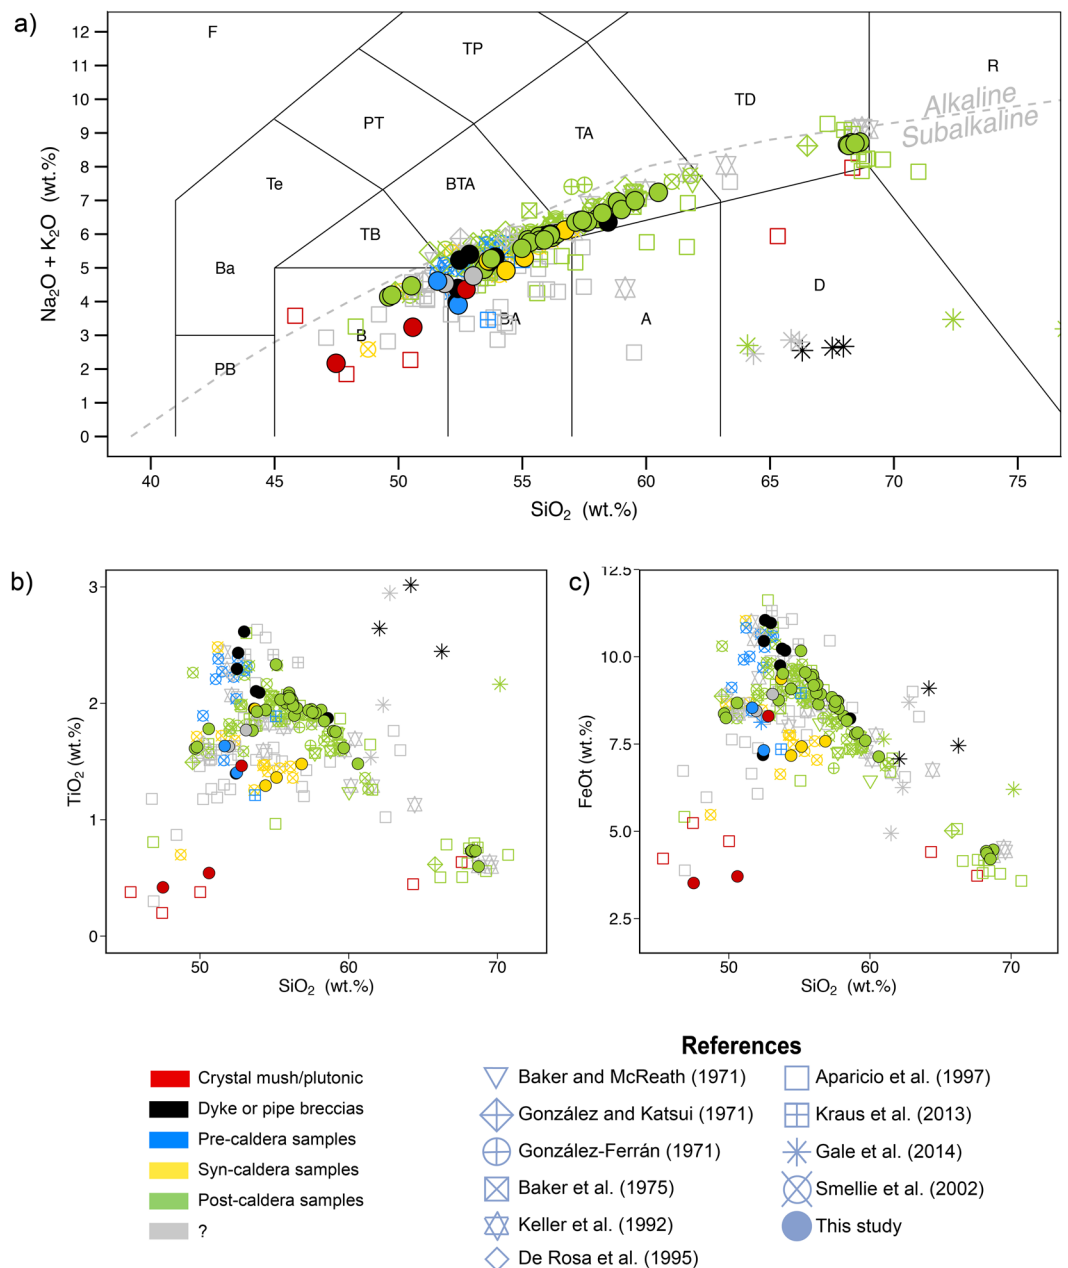 a)
Na₂O + K₂O (wt.%)
12
11
10
9
8
7
6
5
4
3
2
1
0
F
TP
R
TD
PT
TA
Te
BTA
TB
Ba
D
B
BA
A
PB
Alkaline
Subalkaline
40 45 50 55 60 65 70 75
SiO₂ (wt.%)
b)
TiO₂ (wt.%)
3
2
1
0
50 60 70
SiO₂ (wt.%)
c)
FeOt (wt.%)
12.5
10.0
7.5
5.0
2.5
50 60 70
SiO₂ (wt.%)
Crystal mush/plutonic
Dyke or pipe breccias
Pre-caldera samples
Syn-caldera samples
Post-caldera samples
?
References
Baker and McReath (1971)
González and Katsui (1971)
González-Ferrán (1971)
Baker et al. (1975)
Keller et al. (1992)
De Rosa et al. (1995)
Aparicio et al. (1997)
Kraus et al. (2013)
Gale et al. (2014)
Smellie et al. (2002)
This study